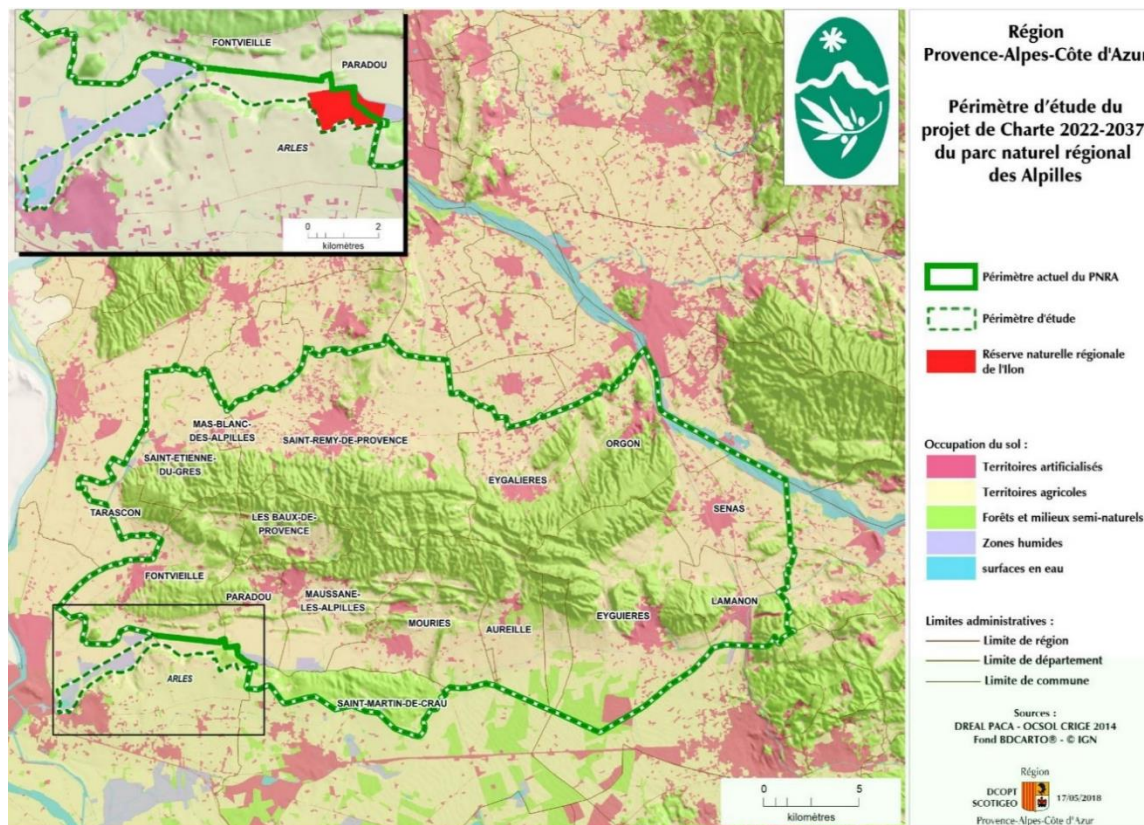 FONTVIEILLE
PARADOU
ARLES
0 2
kilomètres
MAS-BLANC-
DES-ALPILLES
SAINT-REMY-DE-PROVENCE
SAINT-ETIENNE-
DU-GRES
ORGON
EYGALIERES
TARASCON
LES BAUX-DE-
PROVENCE
SENAS
FONTVIEILLE
PARADOU
MAUSSANE-
LES-ALPILLES
MOURIES
AUREILLE
EYGUIERES
LAMANON
ARLES
SAINT-MARTIN-DE-CRAU
0 5
kilomètres
Région
Provence-Alpes-Côte d'Azur
Périmètre d'étude du
projet de Charte 2022-2037
du parc naturel régional
des Alpilles
Périmètre actuel du PNRA
Périmètre d'étude
Réserve naturelle régionale
de l'Ilon
Occupation du sol :
Territoires artificialisés
Territoires agricoles
Forêts et milieux semi-naturels
Zones humides
surfaces en eau
Limites administratives :
Limite de région
Limite de département
Limite de commune
Sources :
DREAL PACA - OCSOL CRIGE 2014
Fond BDCARTO® - © IGN
Région
DCOPT
SCOTIGEO
17/05/2018
Provence-Alpes-Côte d'Azur